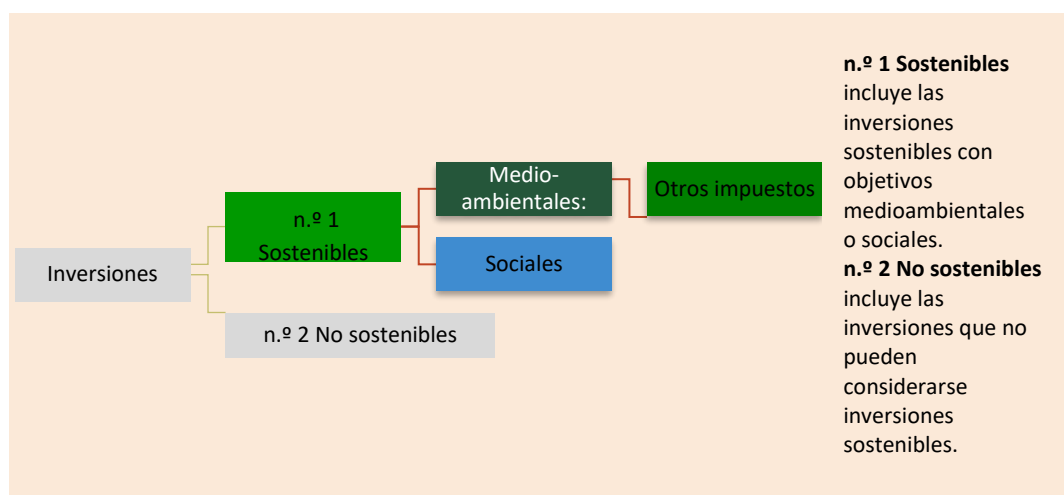 Inversiones
n.º 1
Sostenibles
n.º 2 No sostenibles
Medio-
ambientales:
Sociales
Otros impuestos
n.º 1 Sostenibles
incluye las
inversiones
sostenibles con
objetivos
medioambientales
o sociales.
n.º 2 No sostenibles
incluye las
inversiones que no
pueden
considerarse
inversiones
sostenibles.